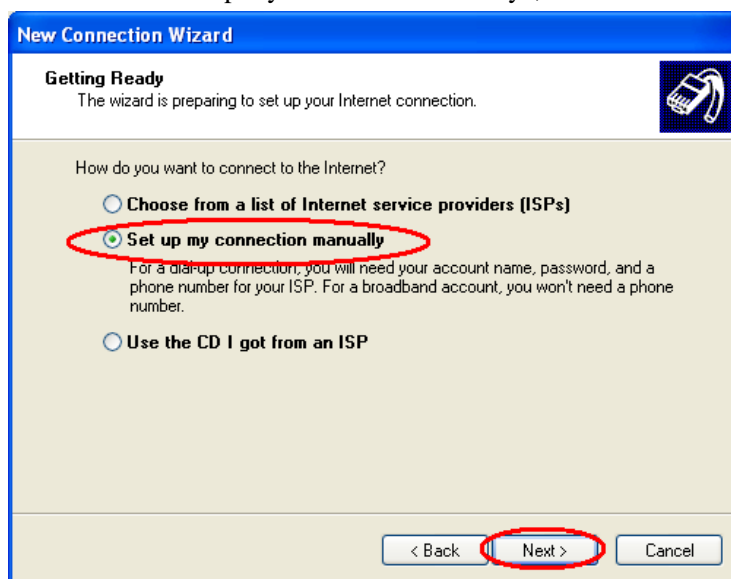 New Connection Wizard
Getting Ready
The wizard is preparing to set up your Internet connection.
How do you want to connect to the Internet?
Choose from a list of Internet service providers (ISPs)
Set up my connection manually
For a dial-up connection, you will need your account name, password, and a
phone number for your ISP. For a broadband account, you won't need a phone
number.
Use the CD I got from an ISP
< Back
Next >
Cancel